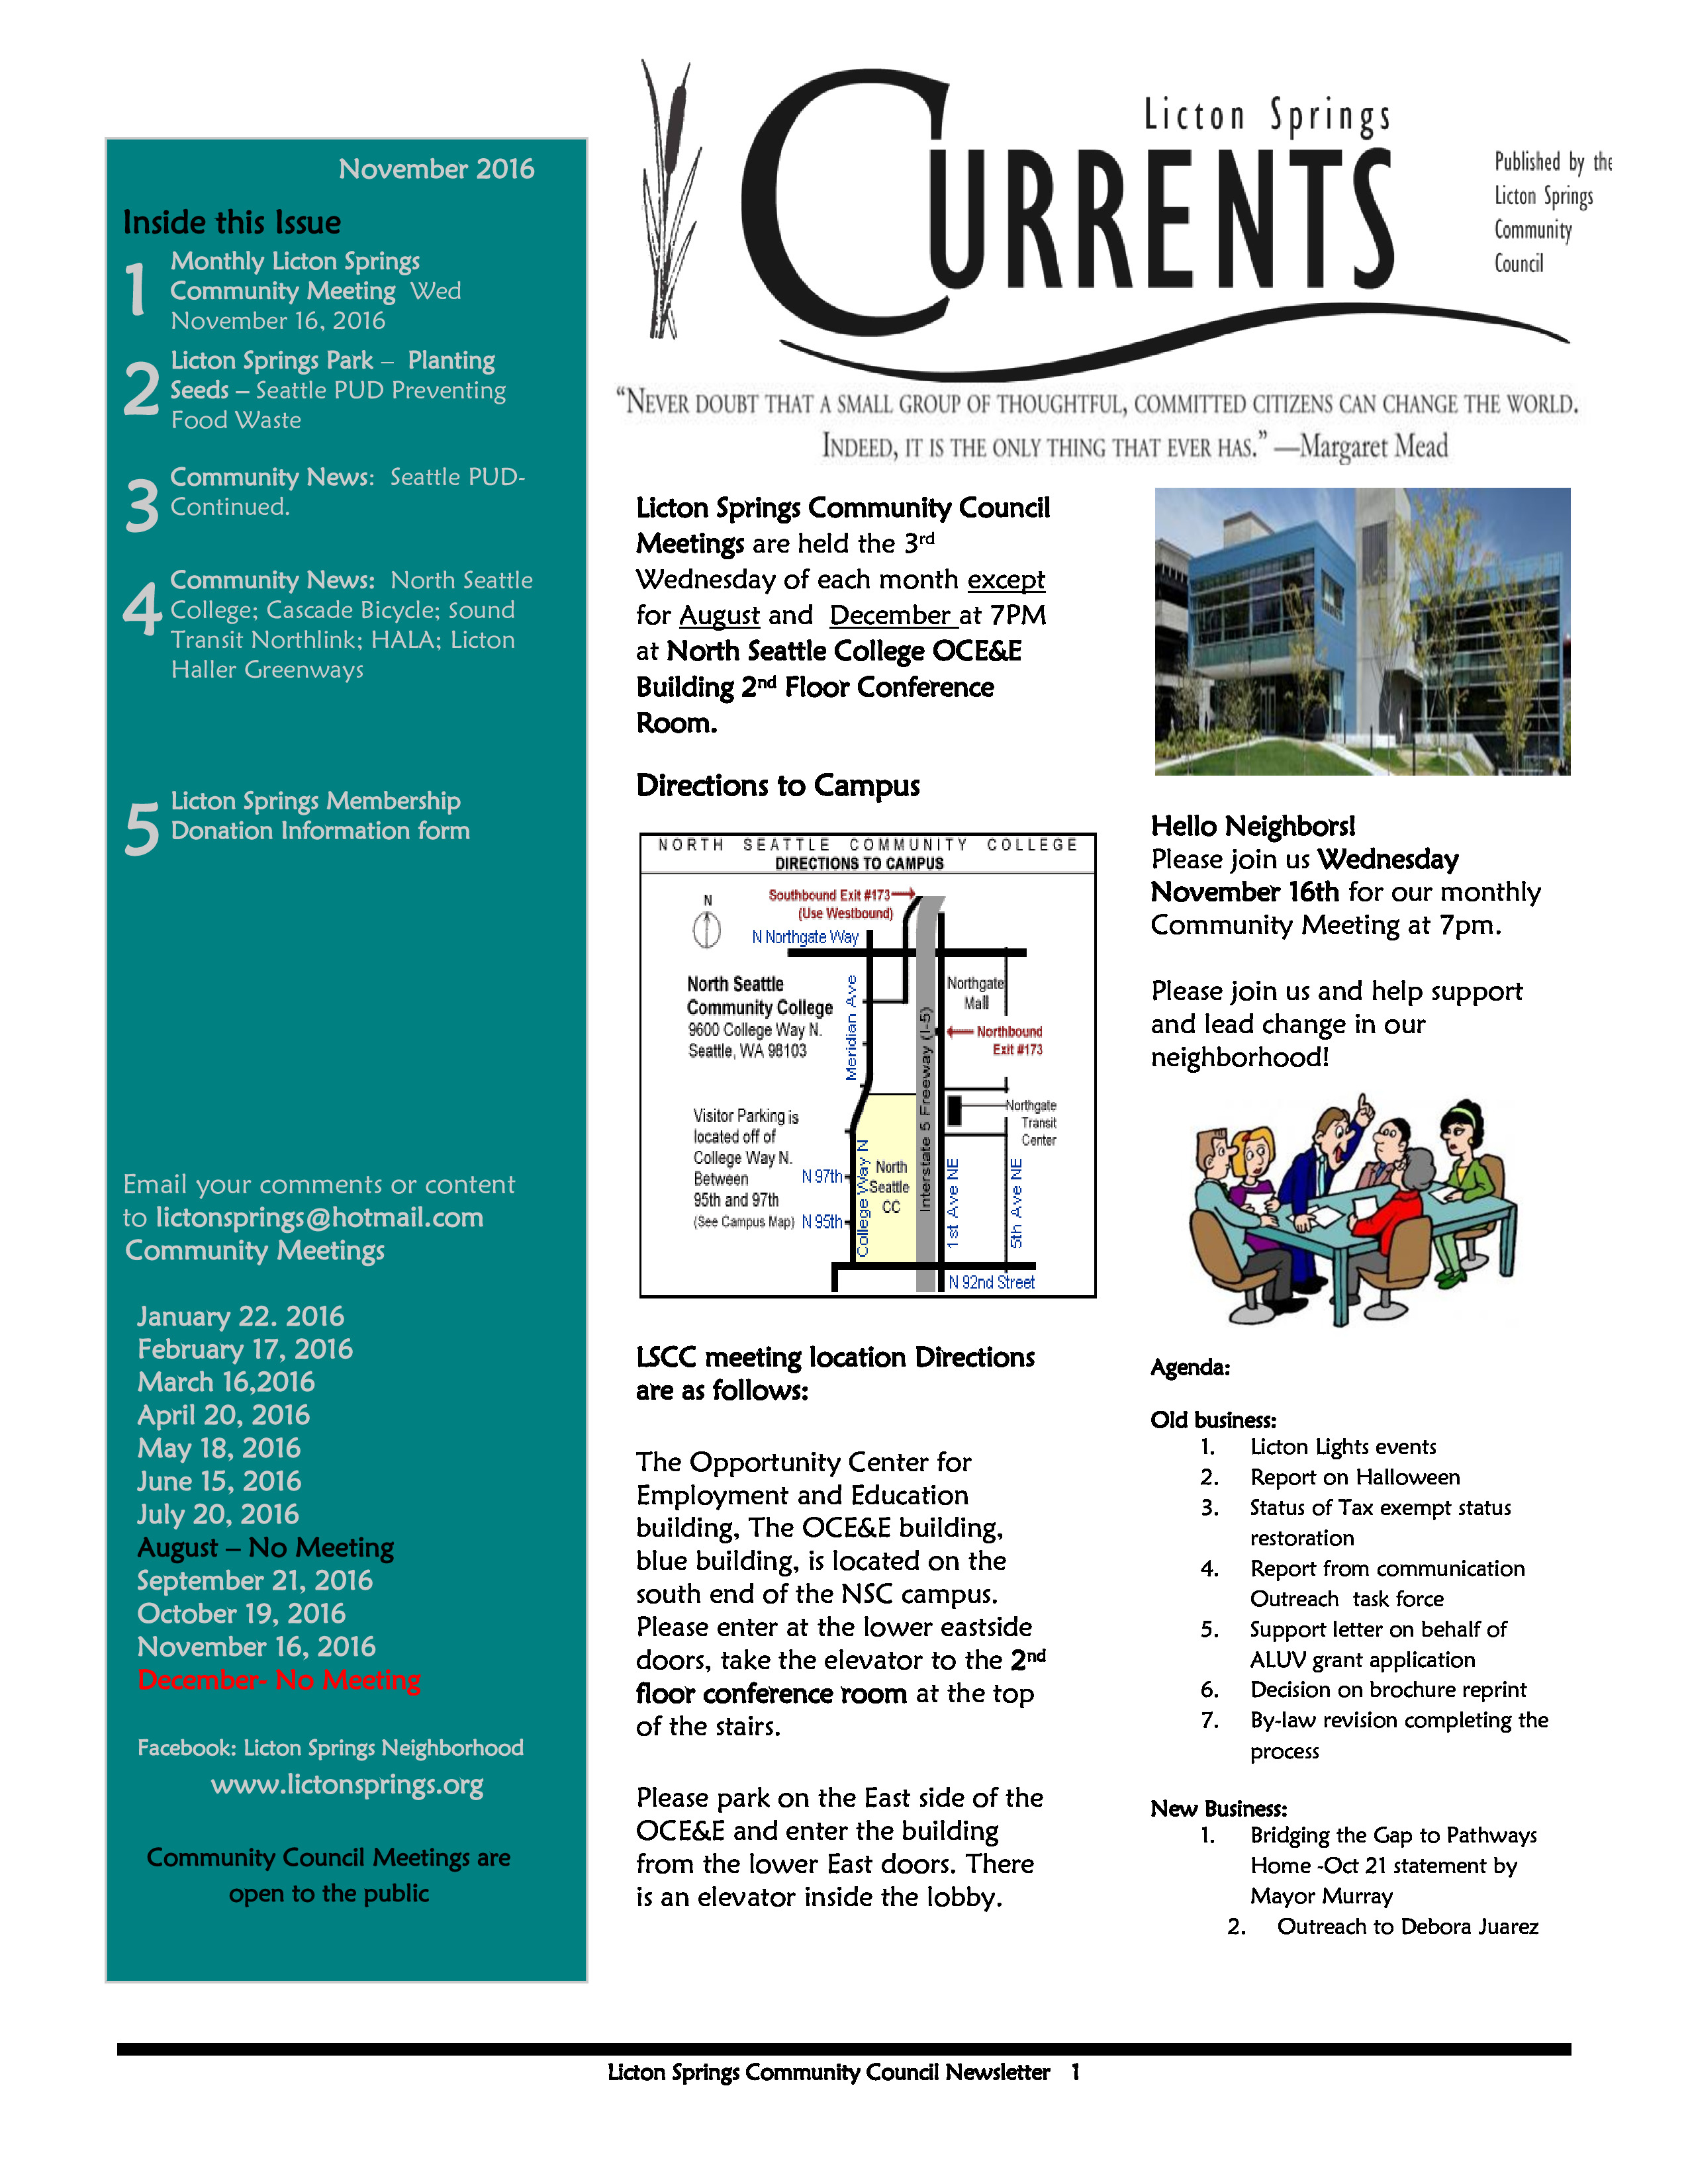 November 2016
Inside this Issue
1
Monthly Licton Springs
Community Meeting Wed
November 16, 2016
2
Licton Springs Park – Planting
Seeds – Seattle PUD Preventing
Food Waste
3
Community News: Seattle PUD-
Continued.
4
Community News: North Seattle
College; Cascade Bicycle; Sound
Transit Northlink; HALA; Licton
Haller Greenways
5
Licton Springs Membership
Donation Information form
Email your comments or content
to lictonsprings@hotmail.com
Community Meetings
January 22. 2016
February 17, 2016
March 16,2016
April 20, 2016
May 18, 2016
June 15, 2016
July 20, 2016
August – No Meeting
September 21, 2016
October 19, 2016
November 16, 2016
December- No Meeting
Facebook: Licton Springs Neighborhood
www.lictonsprings.org
Community Council Meetings are
open to the public
Licton Springs
CURRENTS
Published by the
Licton Springs
Community
Council
“NEVER DOUBT THAT A SMALL GROUP OF THOUGHTFUL, COMMITTED CITIZENS CAN CHANGE THE WORLD.
INDEED, IT IS THE ONLY THING THAT EVER HAS.” —Margaret Mead
Licton Springs Community Council
Meetings are held the 3rd
Wednesday of each month except
for August and December at 7PM
at North Seattle College OCE&E
Building 2nd Floor Conference
Room.
Directions to Campus
NORTH SEATTLE COMMUNITY COLLEGE
DIRECTIONS TO CAMPUS
Southbound Exit #173
(Use Westbound)
N
N Northgate Way
North Seattle
Community College
9600 College Way N.
Seattle, WA 98103
Meridian Ave
Interstate 5 Freeway (I-5)
Northgate
Mall
Northbound
Exit #173
Visitor Parking is
located off of
College Way N.
Between
95th and 97th
(See Campus Map)
N 97th
N 95th
College Way N
North
Seattle
CC
Northgate
Transit
Center
1st Ave NE
5th Ave NE
N 92nd Street
LSCC meeting location Directions
are as follows:
The Opportunity Center for
Employment and Education
building, The OCE&E building,
blue building, is located on the
south end of the NSC campus.
Please enter at the lower eastside
doors, take the elevator to the 2nd
floor conference room at the top
of the stairs.
Please park on the East side of the
OCE&E and enter the building
from the lower East doors. There
is an elevator inside the lobby.
Hello Neighbors!
Please join us Wednesday
November 16th for our monthly
Community Meeting at 7pm.
Please join us and help support
and lead change in our
neighborhood!
Agenda:
Old business:
1. Licton Lights events
2. Report on Halloween
3. Status of Tax exempt status
restoration
4. Report from communication
Outreach task force
5. Support letter on behalf of
ALUV grant application
6. Decision on brochure reprint
7. By-law revision completing the
process
New Business:
1. Bridging the Gap to Pathways
Home -Oct 21 statement by
Mayor Murray
2. Outreach to Debora Juarez
Licton Springs Community Council Newsletter 1